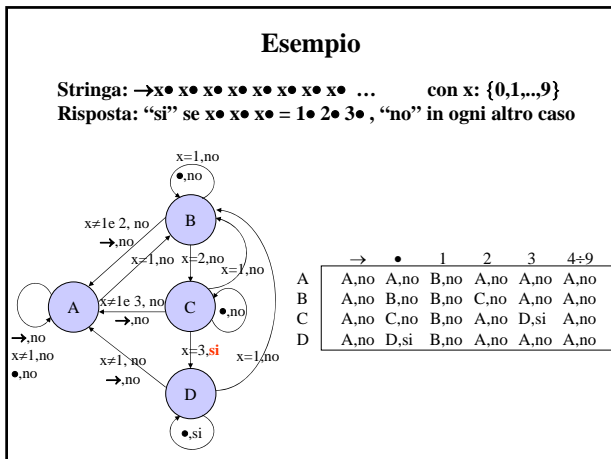 Esempio
Stringa: →x● x● x● x● x● x● x● x● … con x: {0,1,..,9}
Risposta: “si” se x● x● x● = 1● 2● 3● , “no” in ogni altro caso
x=1,no
●,no
B
x≠1e 2, no
→,no
x=1,no
x=2,no
x=1,no
A
x≠1e 3, no
→,no
C
●,no
→,no
x≠1,no
●,no
x≠1, no
→,no
x=3,si
x=1,no
D
●,si
→ ● 1 2 3 4÷9
A A,no A,no B,no A,no A,no A,no
B A,no B,no B,no C,no A,no A,no
C A,no C,no B,no A,no D,si A,no
D A,no D,si B,no A,no A,no A,no